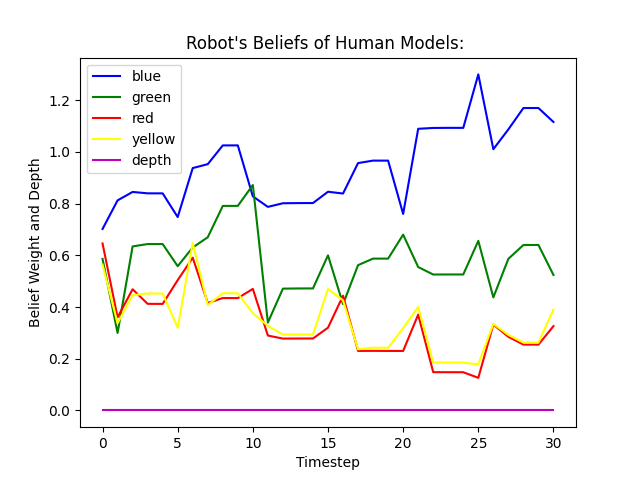 Robot's Beliefs of Human Models:
blue
green
red
yellow
depth
Belief Weight and Depth
1.2
1.0
0.8
0.6
0.4
0.2
0.0
0 5 10 15 20 25 30
Timestep